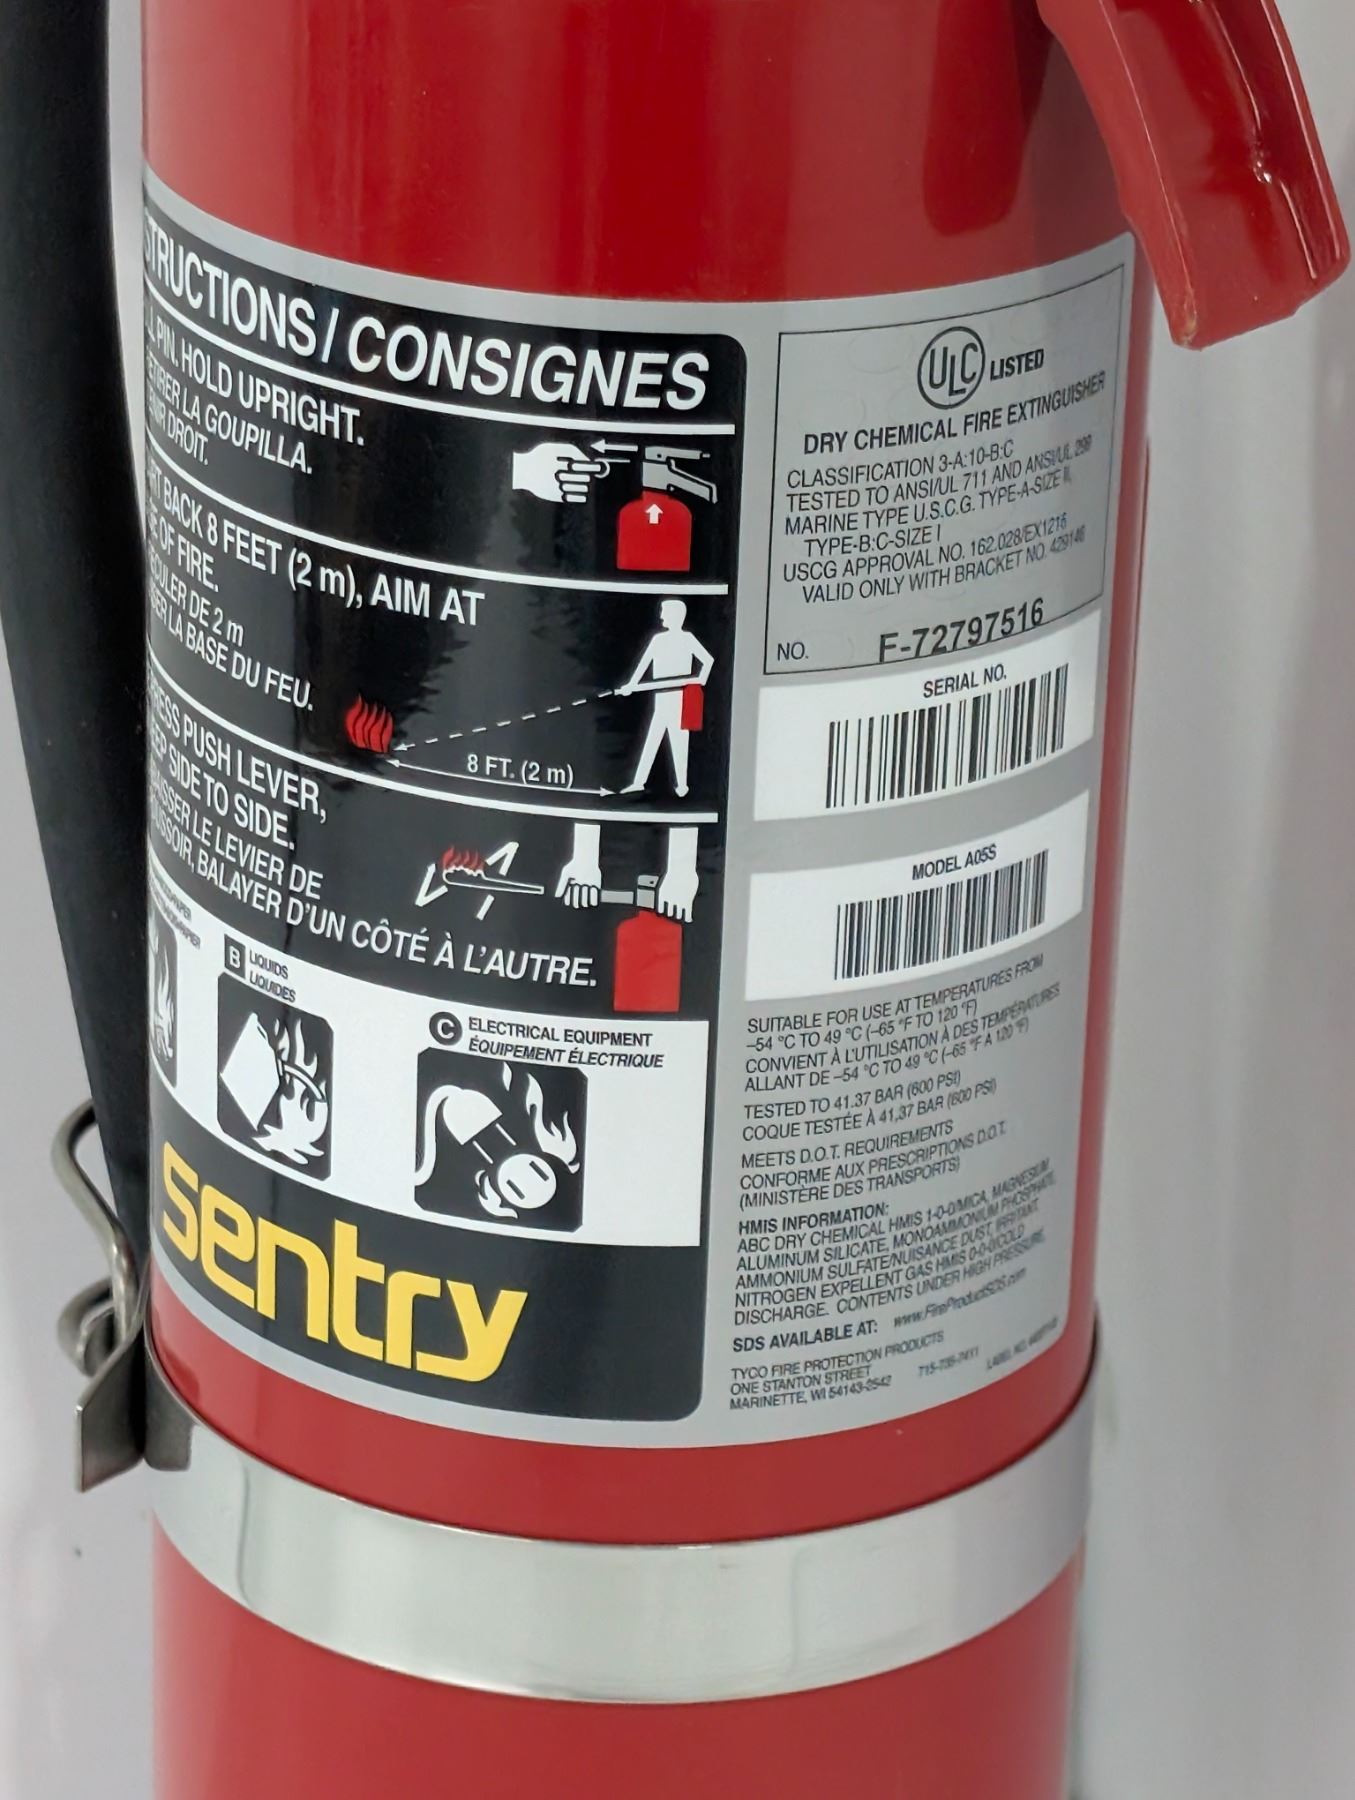 STRUCTIONS / CONSIGNES
PIN. HOLD UPRIGHT.
RETIRER LA GOUPILLA.
DROIT.
BACK 8 FEET (2 m), AIM AT
OF FIRE.
RECULER DE 2 m
LA BASE DU FEU.
8 FT. (2 m)
PUSH LEVER,
SIDE TO SIDE.
LE LEVIER DE
BALAYER D'UN CÔTÉ À L'AUTRE.
B LIQUIDS
LIQUIDES
C ELECTRICAL EQUIPMENT
ÉQUIPEMENT ÉLECTRIQUE
sentry
ULC LISTED
DRY CHEMICAL FIRE EXTINGUISHER
CLASSIFICATION 3-A:10-B:C
TESTED TO ANSI/UL 711 AND ANSI/UL 299
MARINE TYPE U.S.C.G. TYPE-A-SIZE II,
TYPE-B:C-SIZE I
USCG APPROVAL NO. 162.028/EX1216
VALID ONLY WITH BRACKET NO. 429146
NO. F-72797516
SERIAL NO.
MODEL A05S
SUITABLE FOR USE AT TEMPERATURES FROM
–54 °C TO 49 °C (–65 °F TO 120 °F)
CONVIENT À L'UTILISATION À DES TEMPÉRATURES
ALLANT DE –54 °C TO 49 °C (–65 °F A 120 °F)
TESTED TO 41.37 BAR (600 PSI)
COQUE TESTÉE À 41,37 BAR (600 PSI)
MEETS D.O.T. REQUIREMENTS
CONFORME AUX PRESCRIPTIONS D.O.T.
(MINISTÈRE DES TRANSPORTS)
HMIS INFORMATION:
ABC DRY CHEMICAL HMIS 1-0-0/MICA, MAGNESIUM
ALUMINUM SILICATE, MONOAMMONIUM PHOSPHATE,
AMMONIUM SULFATE/NUISANCE DUST, IRRITANT.
NITROGEN EXPELLENT GAS HMIS 0-0-0/COLD
DISCHARGE. CONTENTS UNDER HIGH PRESSURE.
SDS AVAILABLE AT: www.FireProductSDS.com
TYCO FIRE PROTECTION PRODUCTS
ONE STANTON STREET 715-735-7411
MARINETTE, WI 54143-2542 LABEL NO.